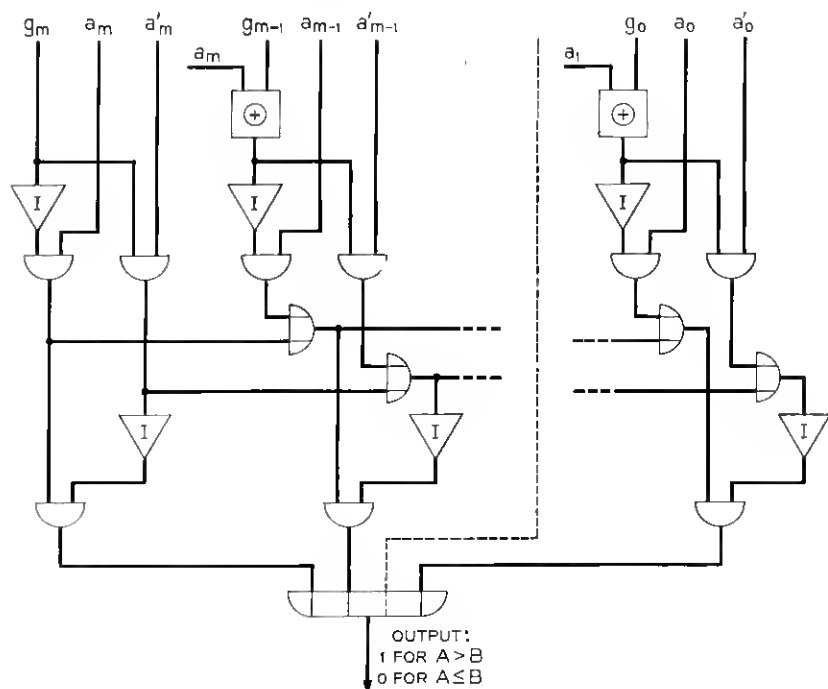 gₘ aₘ a'ₘ gₘ₋₁ aₘ₋₁ a'ₘ₋₁ g₀ a₀ a'₀
aₘ a₁
+ +
I I I
I I I
OUTPUT:
1 FOR A>B
0 FOR A≤B